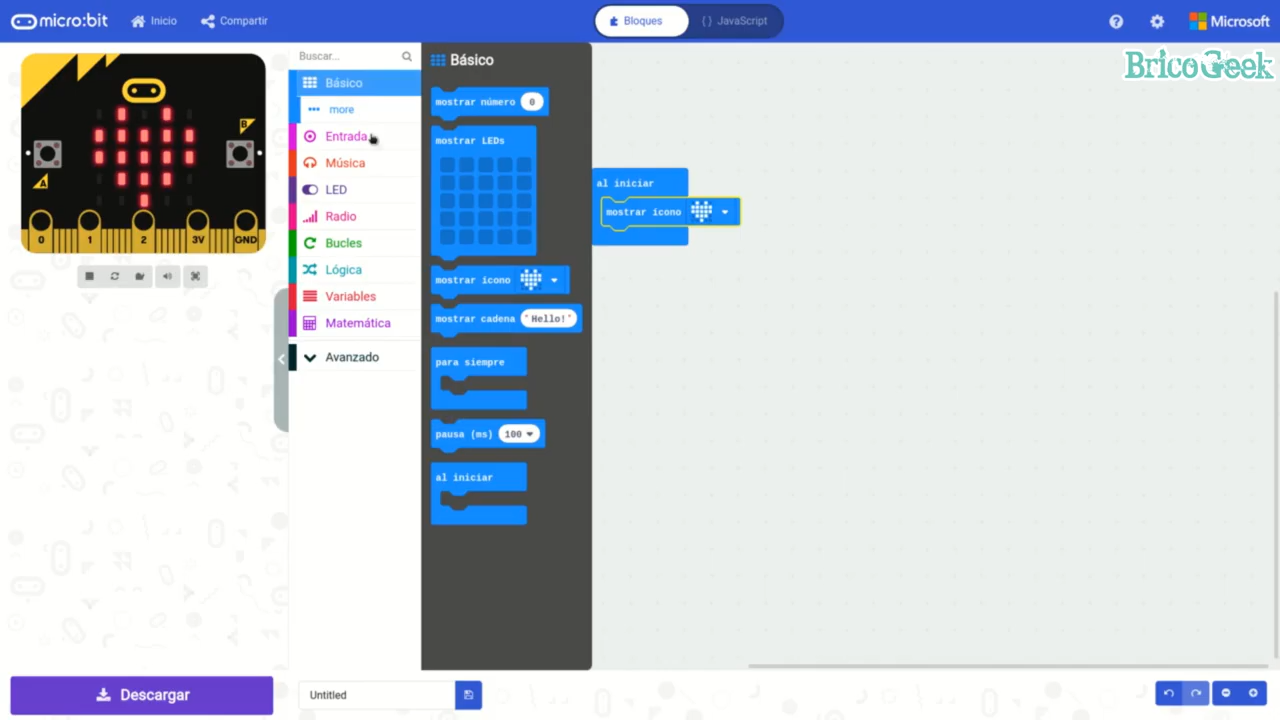 micro:bit
Inicio
Compartir
Bloques
{ } JavaScript
Microsoft
BricoGeek
B
A
0 1 2 3V GND
Buscar...
Básico
more
Entrada
Música
LED
Radio
Bucles
Lógica
Variables
Matemática
Avanzado
Básico
mostrar número 0
mostrar LEDs
mostrar ícono
mostrar cadena "Hello!"
para siempre
pausa (ms) 100
al iniciar
al iniciar
mostrar ícono
Descargar
Untitled